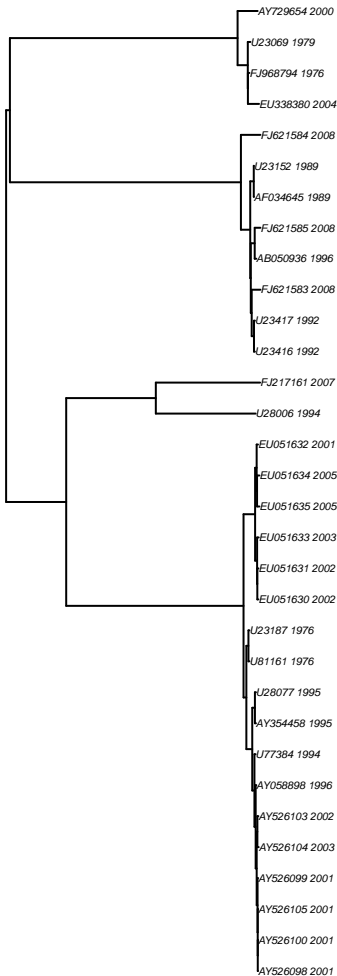 AY729654 2000
U23069 1979
FJ968794 1976
EU338380 2004
FJ621584 2008
U23152 1989
AF034645 1989
FJ621585 2008
AB050936 1996
FJ621583 2008
U23417 1992
U23416 1992
FJ217161 2007
U28006 1994
EU051632 2001
EU051634 2005
EU051635 2005
EU051633 2003
EU051631 2002
EU051630 2002
U23187 1976
U81161 1976
U28077 1995
AY354458 1995
U77384 1994
AY058898 1996
AY526103 2002
AY526104 2003
AY526099 2001
AY526105 2001
AY526100 2001
AY526098 2001